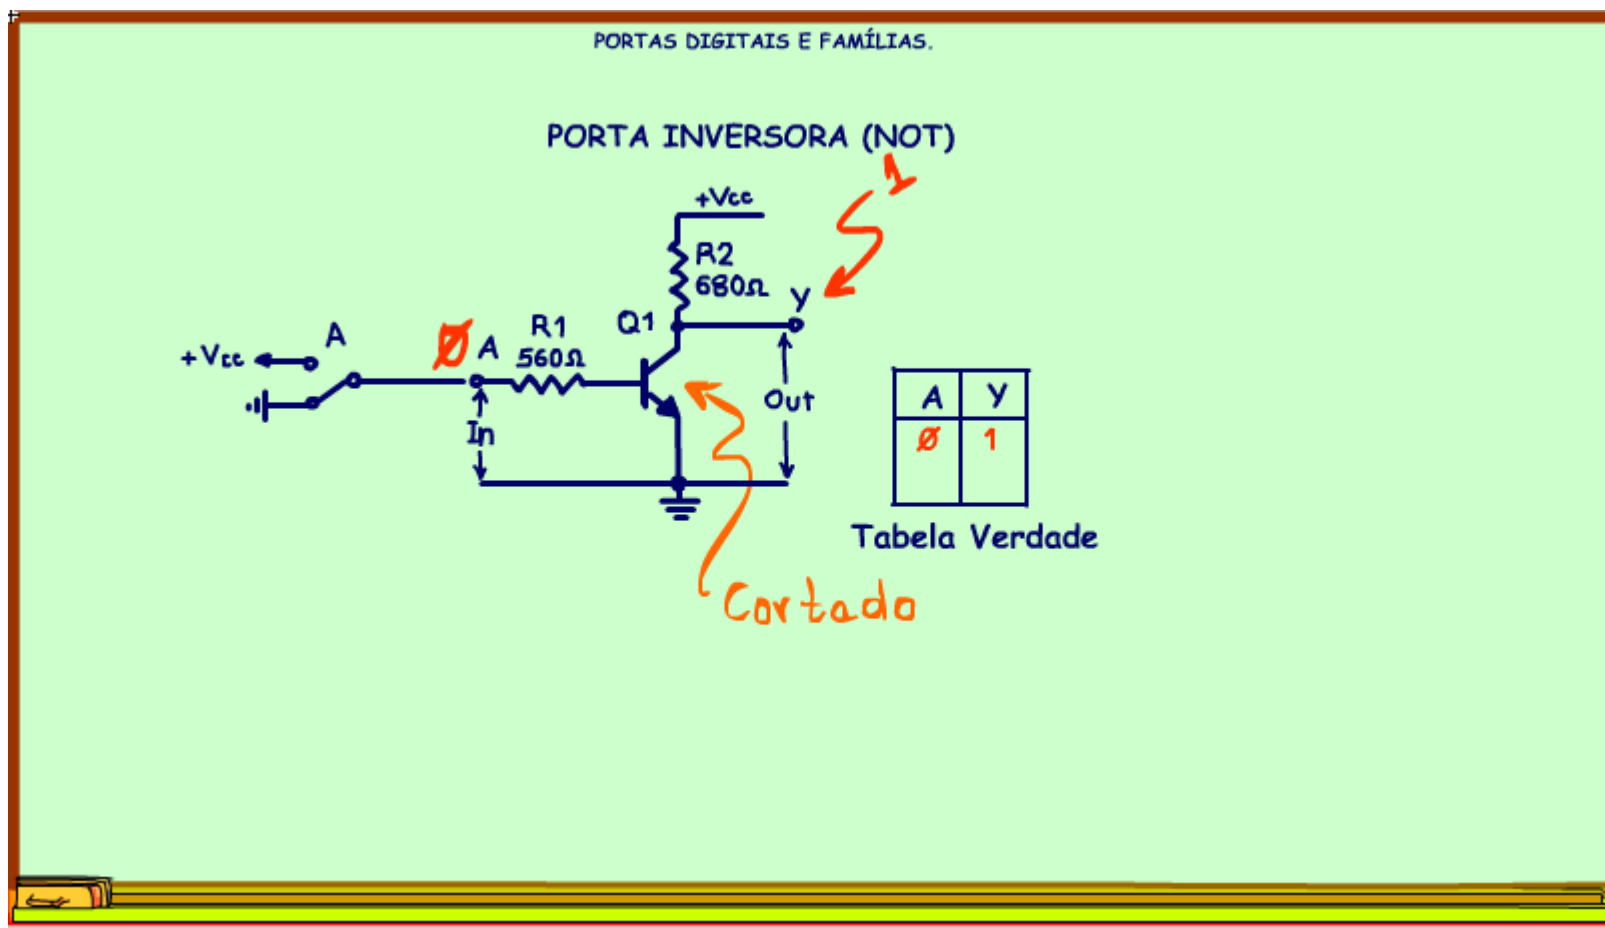 PORTAS DIGITAIS E FAMÍLIAS.
PORTA INVERSORA (NOT)
1
+Vcc
R2
680Ω
Y
Q1
R1
560Ω
A
Ø
A
+Vcc
In
Out
A Y
Ø 1
Tabela Verdade
Cortado